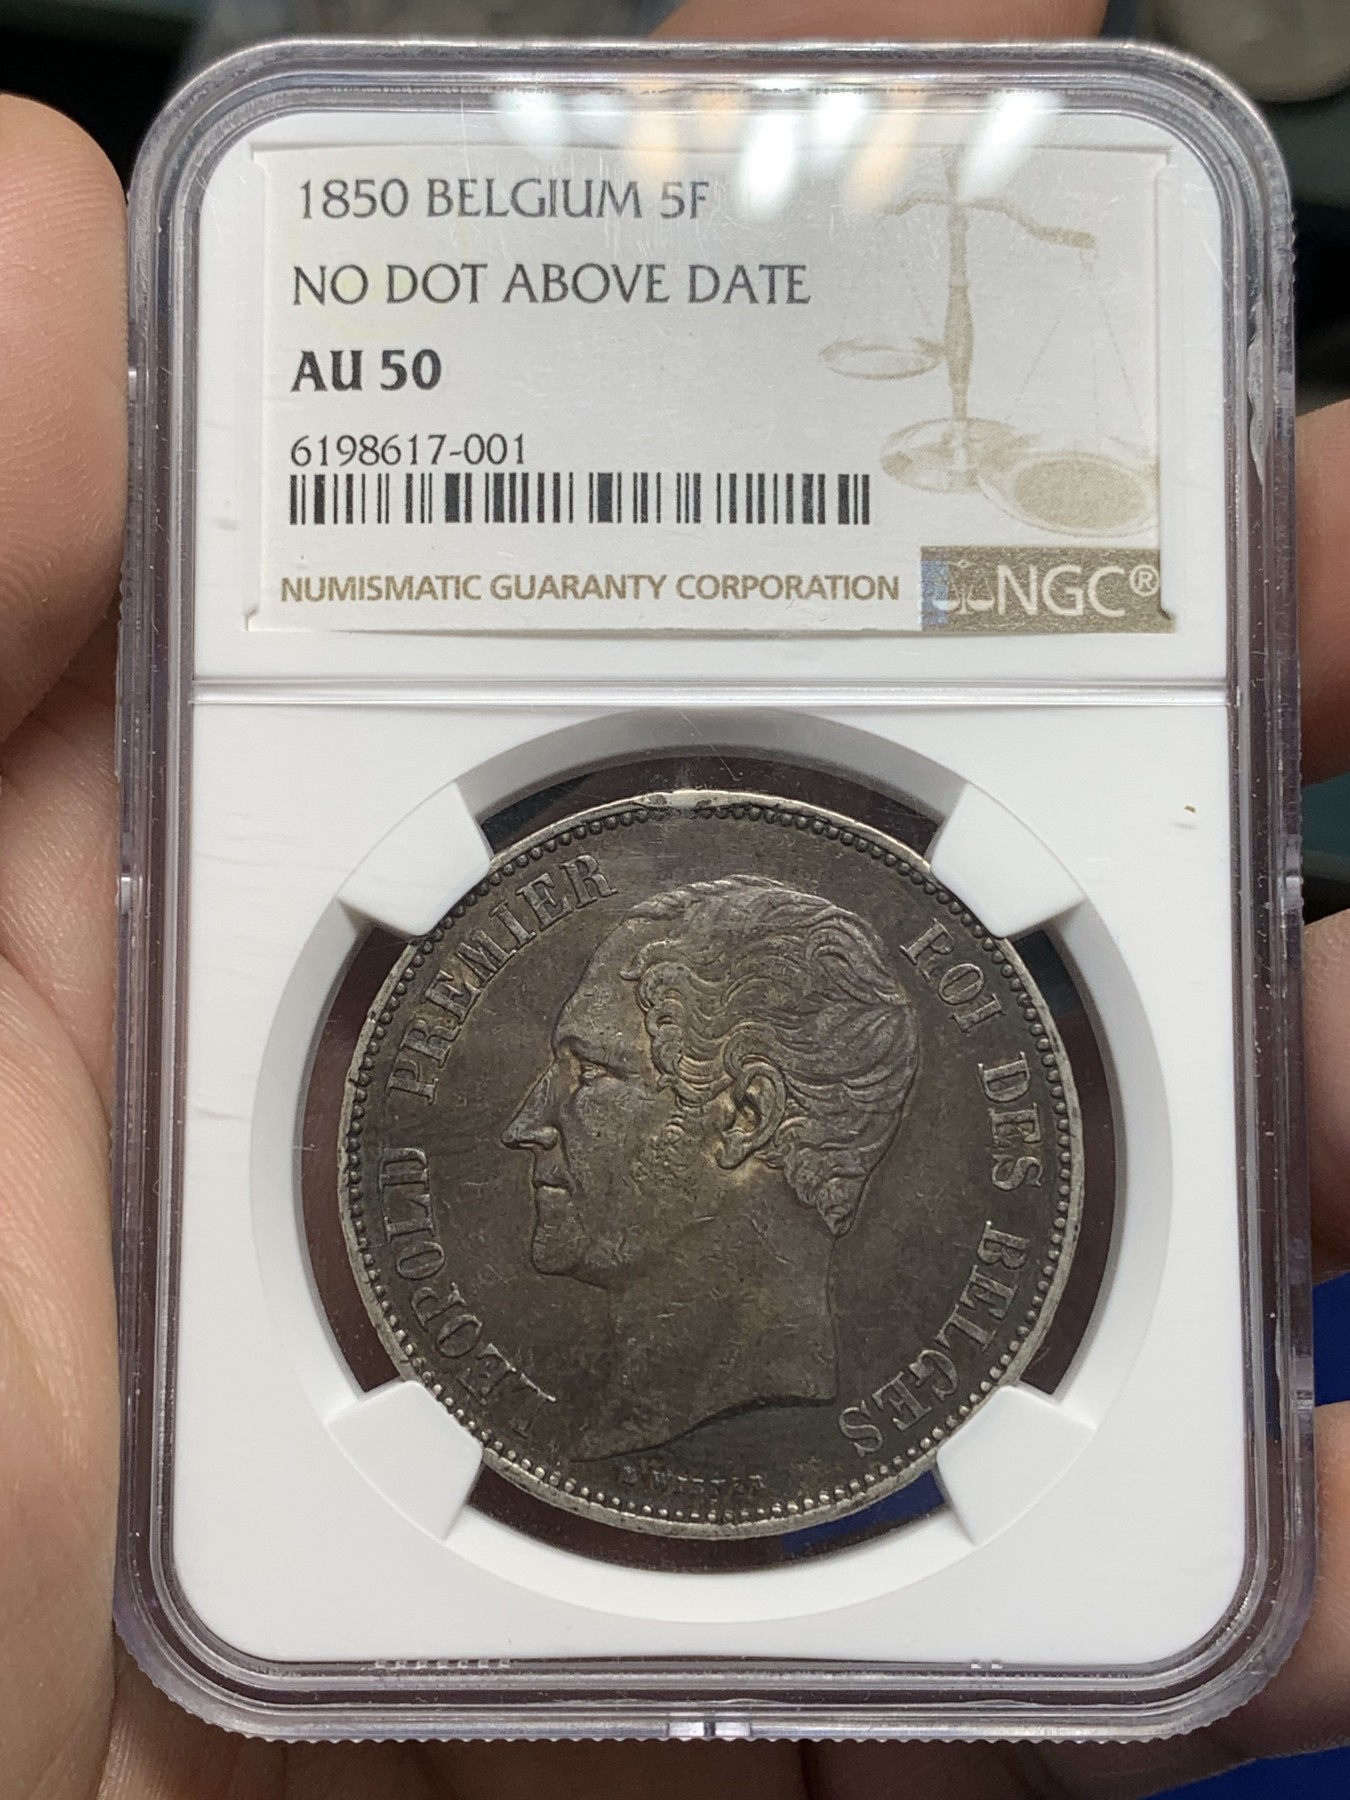 1850 BELGIUM 5F
NO DOT ABOVE DATE
AU 50
6198617-001
NUMISMATIC GUARANTY CORPORATION
NGC®
LEOPOLD PREMIER
ROI DES BELGES